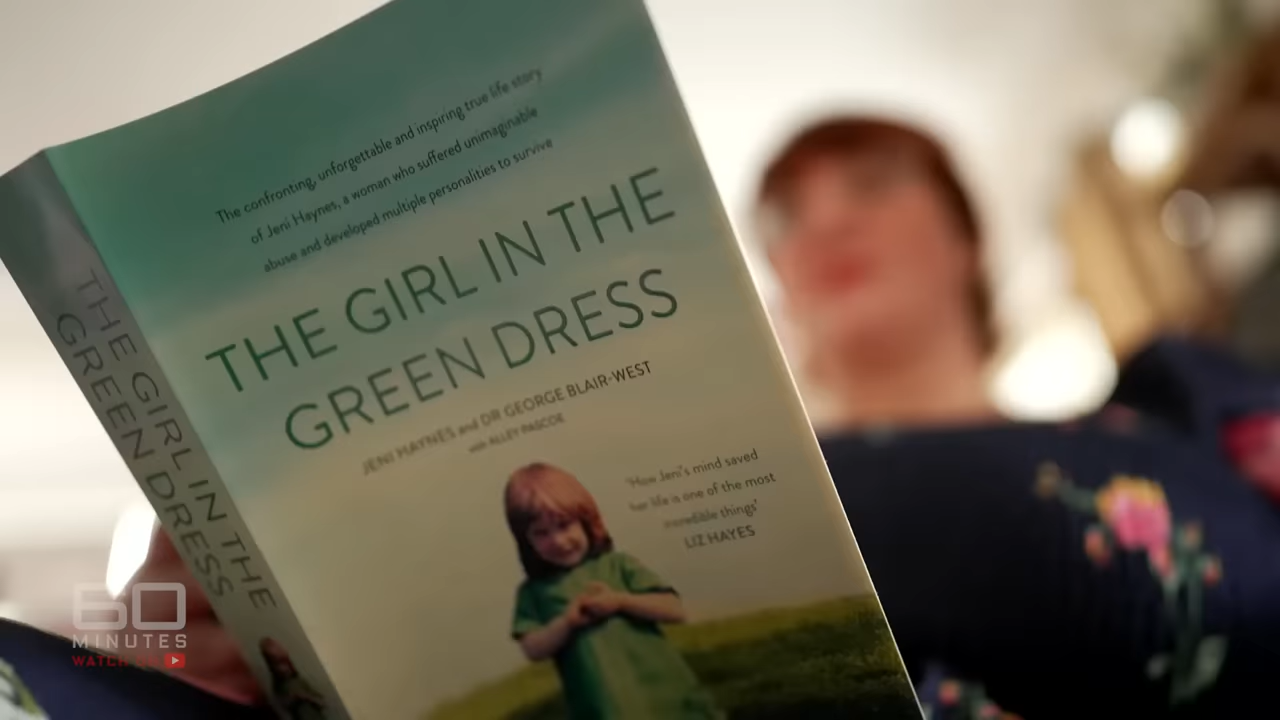 The confronting, unforgettable and inspiring true life story
of Jeni Haynes, a woman who suffered unimaginable
abuse and developed multiple personalities to survive
THE GIRL IN THE
GREEN DRESS
JENI HAYNES and DR GEORGE BLAIR-WEST
with ALLEY PASCOE
'How Jeni's mind saved
her life is one of the most
incredible things'
LIZ HAYES
THE GIRL IN THE
GREEN DRESS
60
MINUTES
WATCH ON